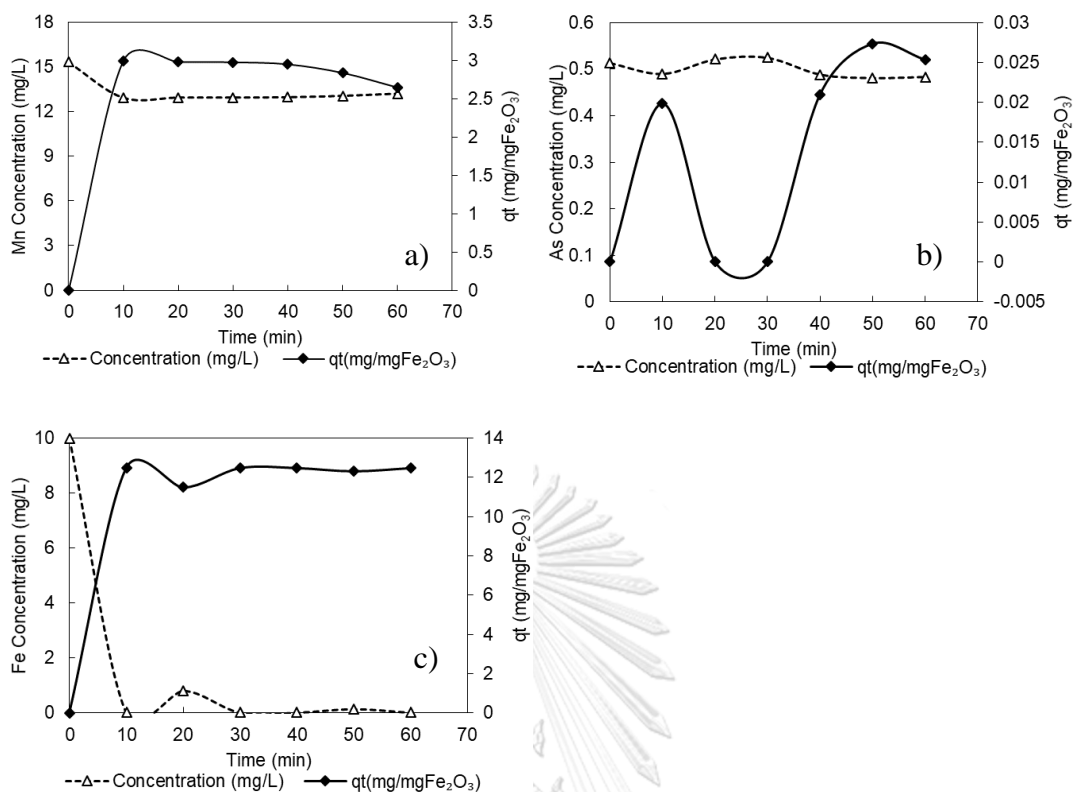 18
15
12
9
6
3
0
Mn Concentration (mg/L)
3.5
3
2.5
2
1.5
1
0.5
0
qt (mg/mgFe₂O₃)
a)
0 10 20 30 40 50 60 70
Time (min)
Concentration (mg/L) qt(mg/mgFe₂O₃)
0.6
0.5
0.4
0.3
0.2
0.1
0
As Concentration (mg/L)
0.03
0.025
0.02
0.015
0.01
0.005
0
-0.005
qt (mg/mgFe₂O₃)
b)
0 10 20 30 40 50 60 70
Time (min)
Concentration (mg/L) qt(mg/mgFe₂O₃)
10
8
6
4
2
0
Fe Concentration (mg/L)
14
12
10
8
6
4
2
0
qt (mg/mgFe₂O₃)
c)
0 10 20 30 40 50 60 70
Time (min)
Concentration (mg/L) qt(mg/mgFe₂O₃)